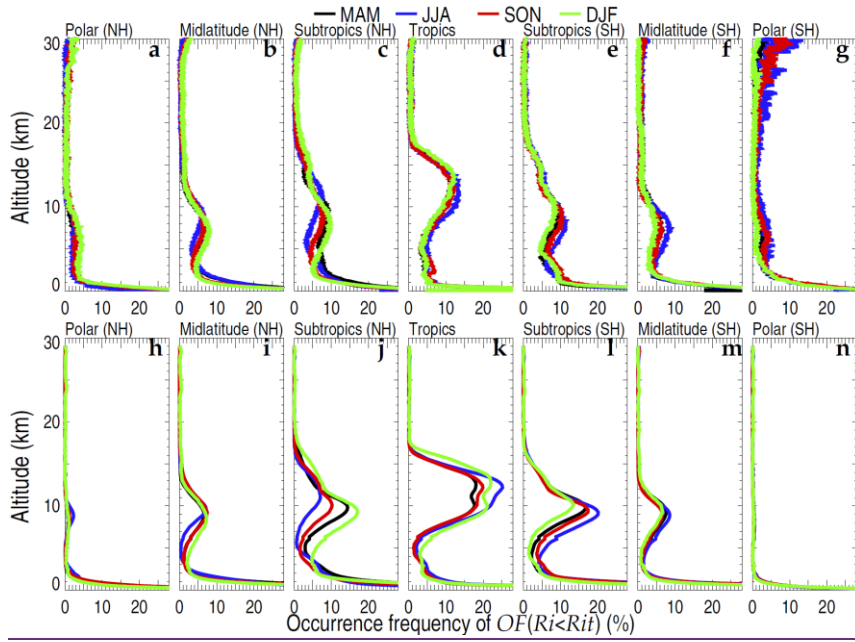 MAM JJA SON DJF
Polar (NH) Midlatitude (NH) Subtropics (NH) Tropics Subtropics (SH) Midlatitude (SH) Polar (SH)
a b c d e f g
30
20
10
0
Altitude (km)
0 10 20 0 10 20 0 10 20 0 10 20 0 10 20 0 10 20 0 10 20
Polar (NH) Midlatitude (NH) Subtropics (NH) Tropics Subtropics (SH) Midlatitude (SH) Polar (SH)
h i j k l m n
30
20
10
0
Altitude (km)
0 10 20 0 10 20 0 10 20 0 10 20 0 10 20 0 10 20 0 10 20
Occurrence frequency of OF(Ri<Rit) (%)